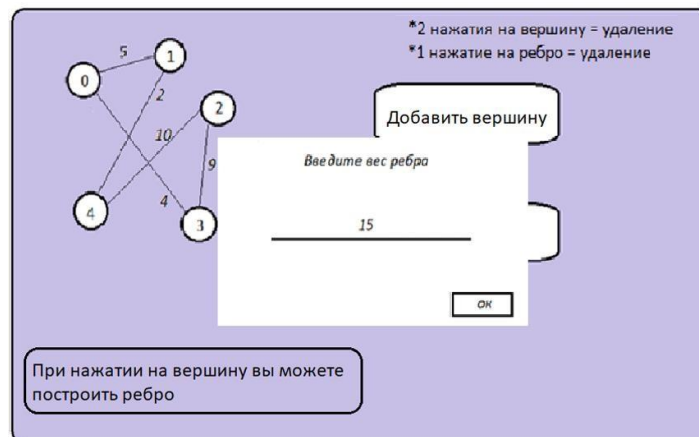 *2 нажатия на вершину = удаление
*1 нажатие на ребро = удаление
5
1
0
2
2
Добавить вершину
10
Введите вес ребра
9
4
4
3
15
ОК
При нажатии на вершину вы можете
построить ребро